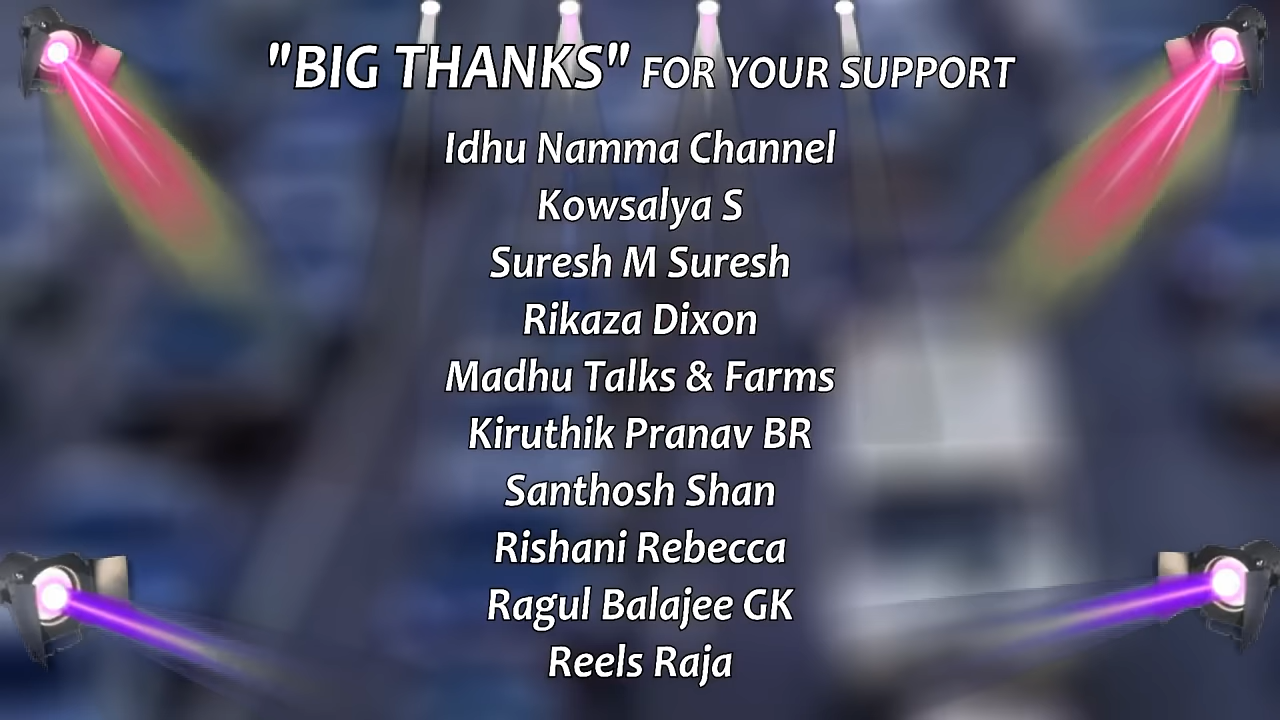 "BIG THANKS" FOR YOUR SUPPORT
Idhu Namma Channel
Kowsalya S
Suresh M Suresh
Rikaza Dixon
Madhu Talks & Farms
Kiruthik Pranav BR
Santhosh Shan
Rishani Rebecca
Ragul Balajee GK
Reels Raja